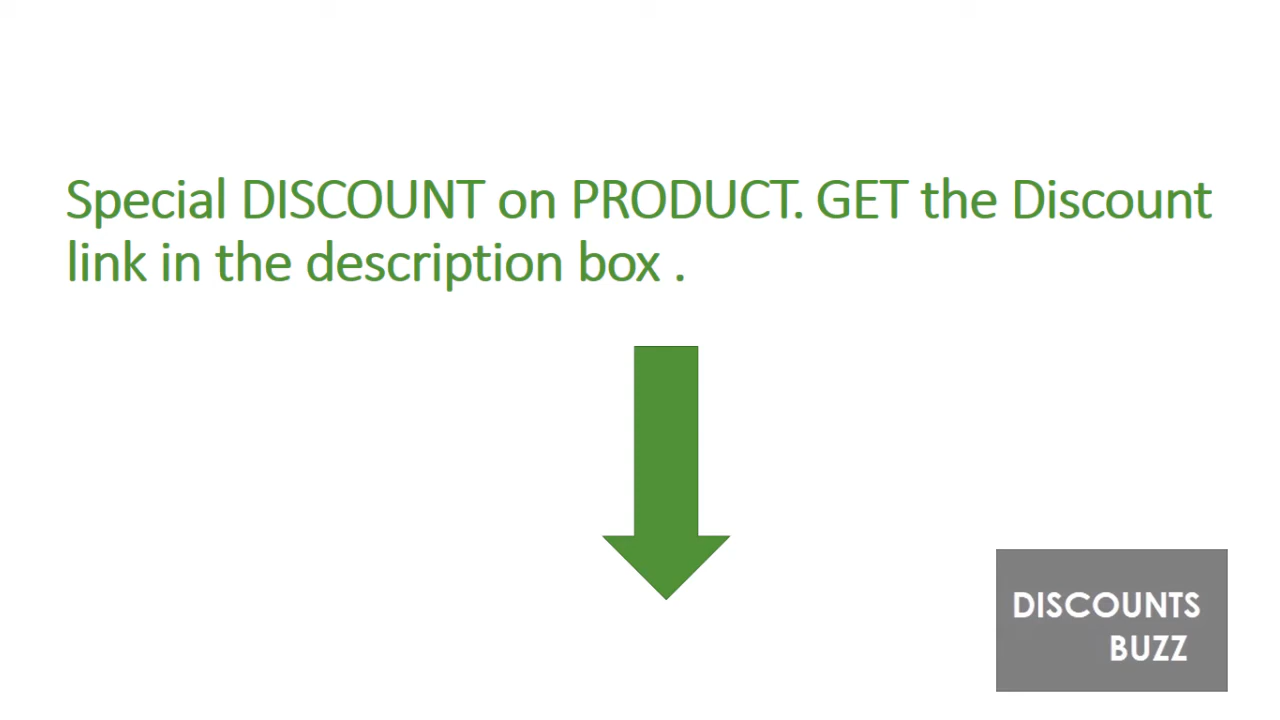 Special DISCOUNT on PRODUCT. GET the Discount
link in the description box .
DISCOUNTS
BUZZ